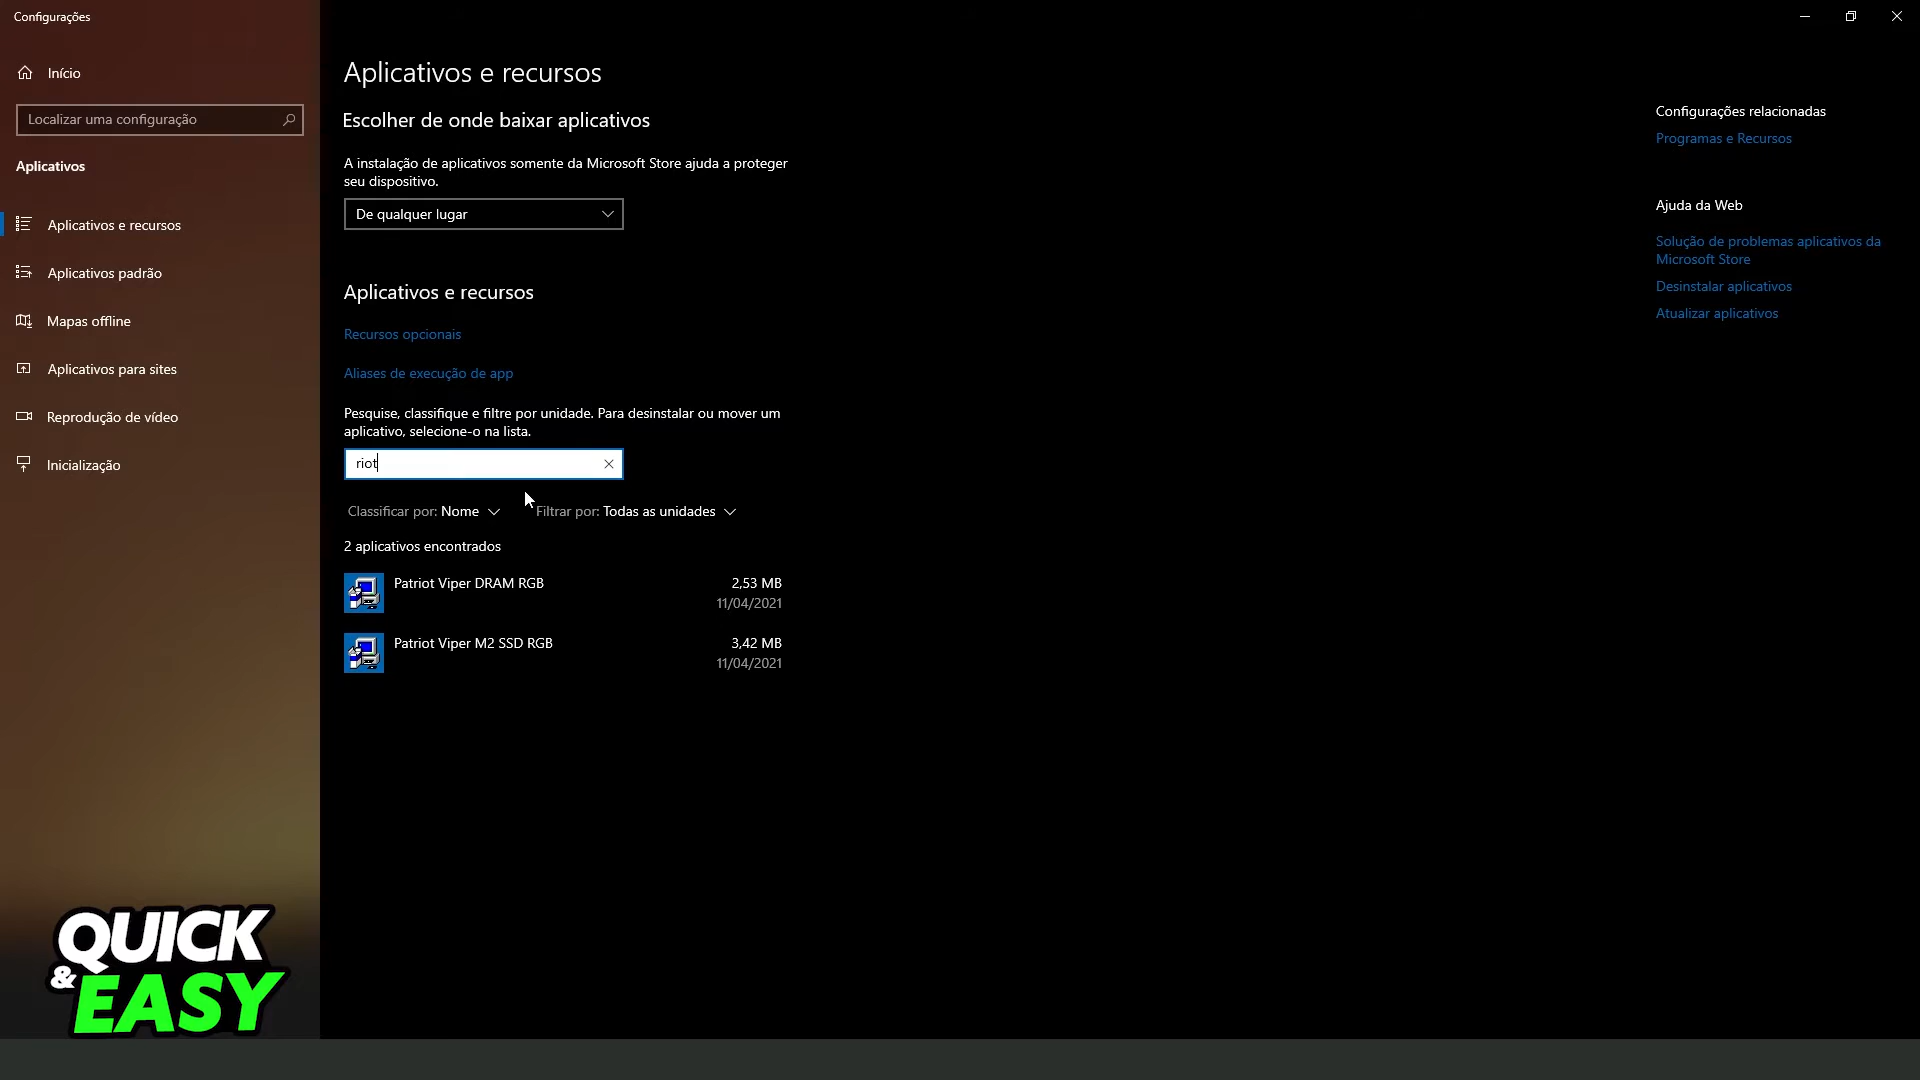 Configurações
Início
Localizar uma configuração
Aplicativos
Aplicativos e recursos
Aplicativos padrão
Mapas offline
Aplicativos para sites
Reprodução de vídeo
Inicialização
QUICK
& EASY
Aplicativos e recursos
Escolher de onde baixar aplicativos
A instalação de aplicativos somente da Microsoft Store ajuda a proteger
seu dispositivo.
De qualquer lugar
Aplicativos e recursos
Recursos opcionais
Aliases de execução de app
Pesquise, classifique e filtre por unidade. Para desinstalar ou mover um
aplicativo, selecione-o na lista.
riot
Classificar por: Nome Filtrar por: Todas as unidades
2 aplicativos encontrados
Patriot Viper DRAM RGB 2,53 MB
11/04/2021
Patriot Viper M2 SSD RGB 3,42 MB
11/04/2021
Configurações relacionadas
Programas e Recursos
Ajuda da Web
Solução de problemas aplicativos da
Microsoft Store
Desinstalar aplicativos
Atualizar aplicativos